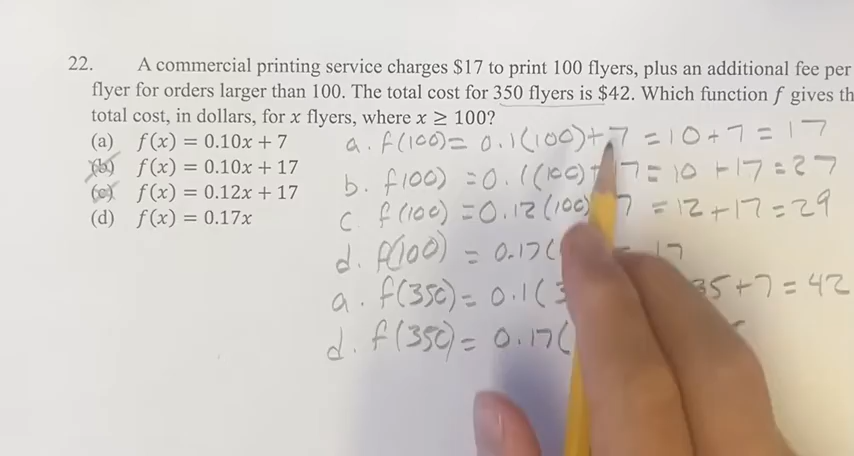 22. A commercial printing service charges $17 to print 100 flyers, plus an additional fee per
flyer for orders larger than 100. The total cost for 350 flyers is $42. Which function f gives th
total cost, in dollars, for x flyers, where x ≥ 100?
(a) f(x) = 0.10x + 7
(b) f(x) = 0.10x + 17
(c) f(x) = 0.12x + 17
(d) f(x) = 0.17x
a. f(100) = 0.1(100) + 7 = 10 + 7 = 17
b. f100) = 0.1(100) + 7 = 10 + 17 = 27
c f(100) = 0.12(100) 7 = 12 + 17 = 29
d. f(100) = 0.17( = 17
a. f(350) = 0.1(3 35 + 7 = 42
d. f(350) = 0.17(